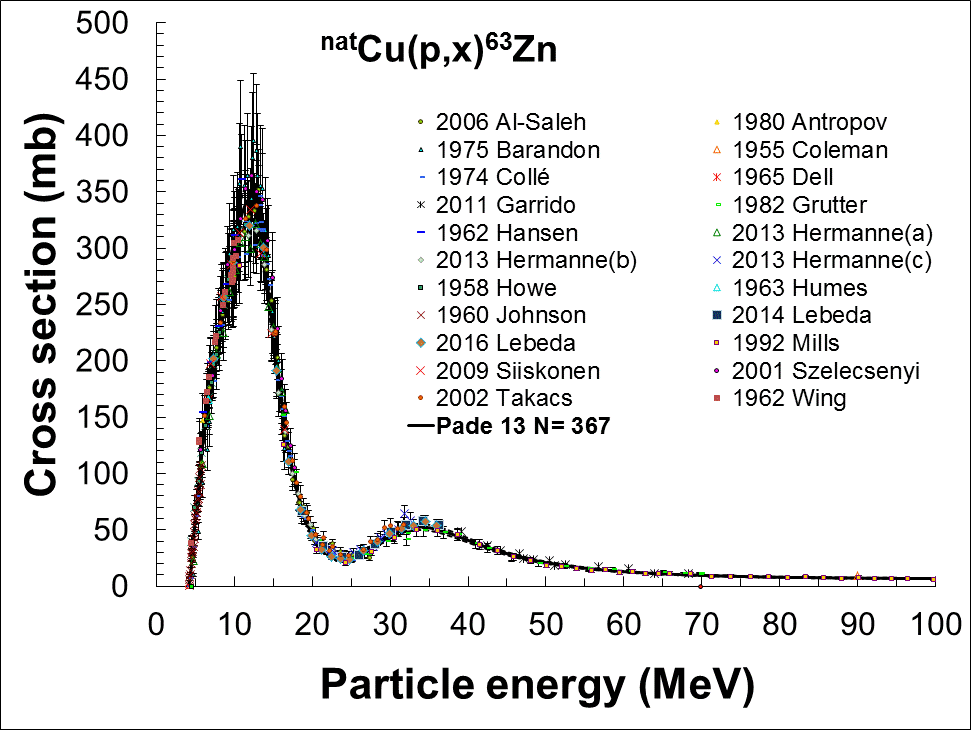 500
450
400
350
300
250
200
150
100
50
0
Cross section (mb)
natCu(p,x)63Zn
2006 Al-Saleh
1980 Antropov
1975 Barandon
1955 Coleman
1974 Collé
1965 Dell
2011 Garrido
1982 Grutter
1962 Hansen
2013 Hermanne(a)
2013 Hermanne(b)
2013 Hermanne(c)
1958 Howe
1963 Humes
1960 Johnson
2014 Lebeda
2016 Lebeda
1992 Mills
2009 Siiskonen
2001 Szelecsenyi
2002 Takacs
1962 Wing
Pade 13 N= 367
0 10 20 30 40 50 60 70 80 90 100
Particle energy (MeV)